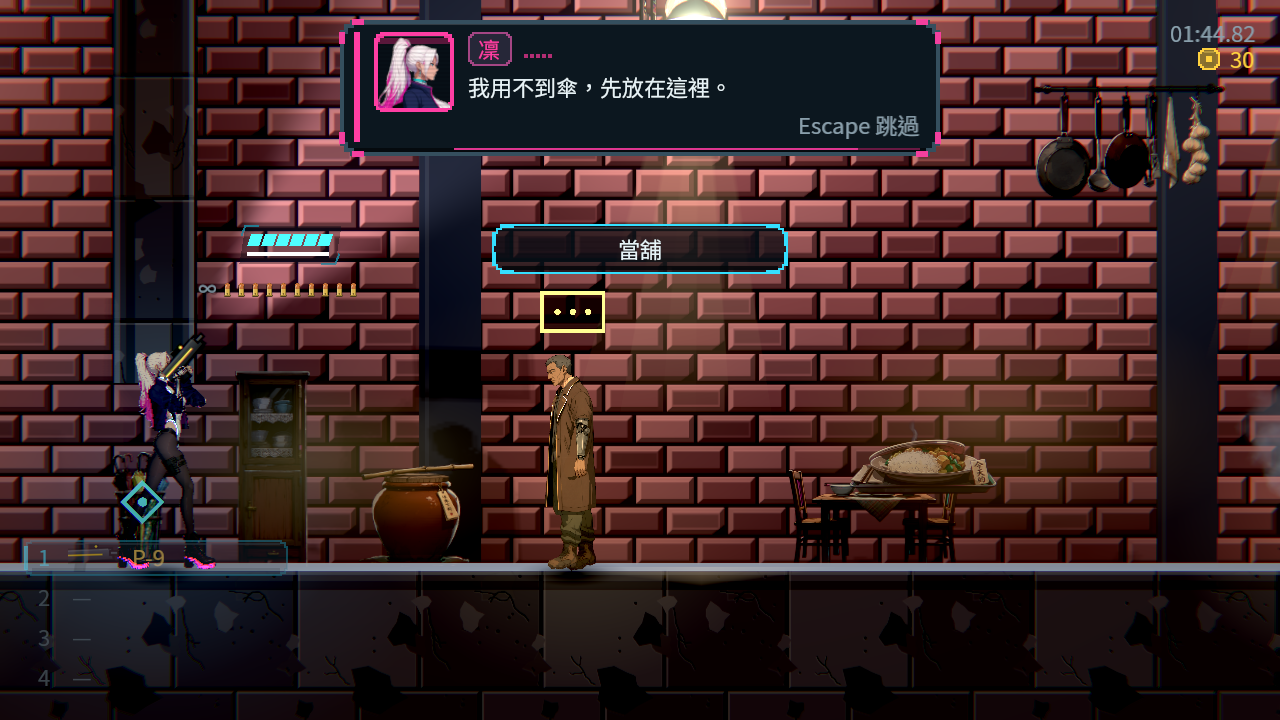 凜
我用不到傘，先放在這裡。
Escape 跳過
01:44.82
30
當舖
1 P-9
2 —
3 —
4 —